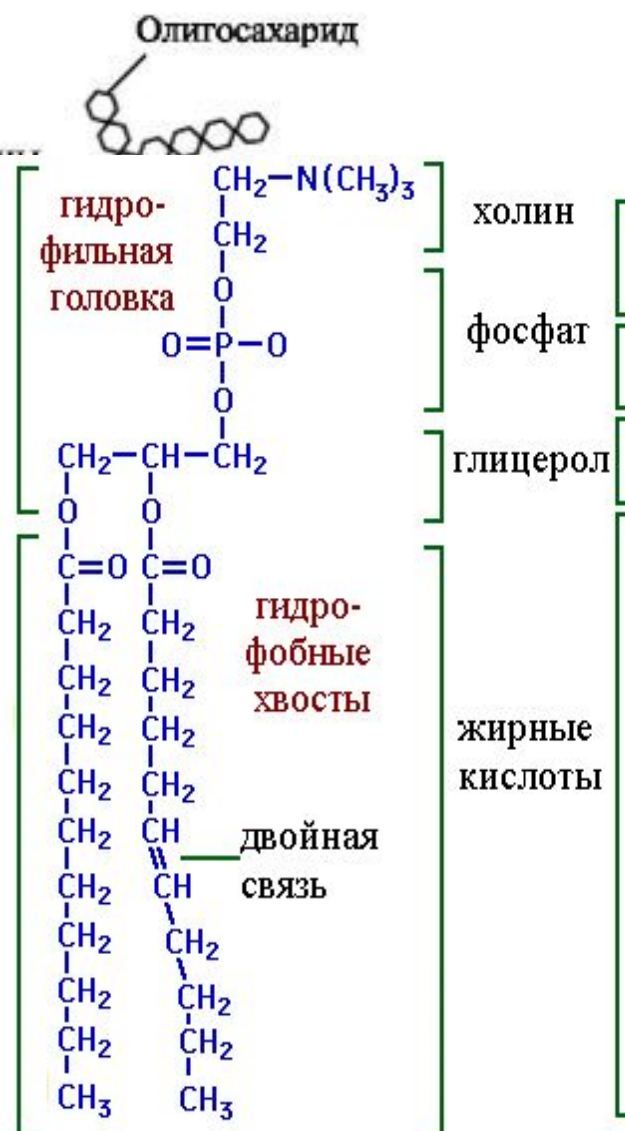 Олигосахарид
гидро-
фильная
головка
CH₂—N(CH₃)₃
CH₂
O
O=P—O
O
CH₂—CH—CH₂
O O
C=O C=O
CH₂ CH₂
CH₂ CH₂
CH₂ CH₂
CH₂ CH₂
CH₂ CH
CH₂ CH
CH₂ CH₂
CH₂ CH₂
CH₂ CH₂
CH₃ CH₃
холин
фосфат
глицерол
гидро-
фобные
хвосты
двойная
связь
жирные
кислоты